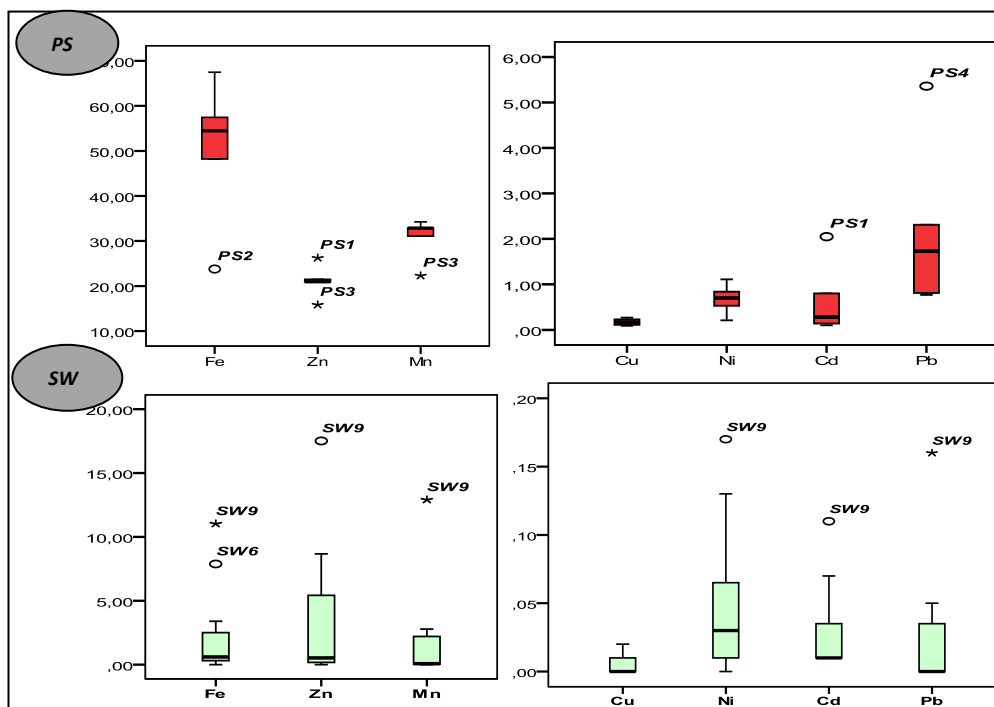 PS
60,00
50,00
40,00
30,00
20,00
10,00
PS2
PS1
PS3
PS3
Fe Zn Mn
6,00
5,00
4,00
3,00
2,00
1,00
,00
PS4
PS1
Cu Ni Cd Pb
SW
20,00
15,00
10,00
5,00
,00
SW9
SW6
SW9
SW9
Fe Zn Mn
,20
,15
,10
,05
,00
SW9
SW9
SW9
Cu Ni Cd Pb